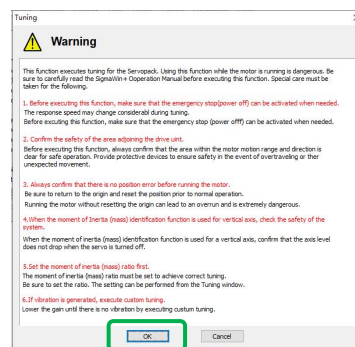 Tuning
Warning
This function executes tuning for the Servopack. Using this function while the motor is running is dangerous. Be
sure to carefully read the SigmaWin+ Opperation Manual before executing this function. Special care must be
taken for the following.
1. Before executing this function, make sure that the emergency stop(power off) can be activated when needed.
The response speed may change considerabl during tuning.
Before excuting this function, make sure that the emergency stop (power offf) can be activated when needed.
2. Confirm the safety of the area adjoining the drive unit.
Before executing this function, always confirm that the area within the motor motion range and direction is
clear for safe operation. Provide protective devices to ensure safety in the event of overtraveling or ther
unexpected movement.
3. Always confirm that there is no position error before running the motor.
Be sure to return to the origin and reset the position prior to normal operation.
Running the motor without resetting the origin can lead to an overrun and is extremely dangerous.
4.When the moment of Inertia (mass) identification function is used for vertical axis, check the safety of the
system.
When the moment of inertia (mass) identification function is used for a vertical axis, confirm that the axis level
does not drop when the servo is turned off.
5.Set the moment of inertia (mass) ratio first.
The moment of inertia (mass) ratio must be set to achieve correct tuning.
Be sure to set the ratio. The setting can be performed from the Tuning window.
6.If vibration is generated, execute custom tuning.
Lower the gain until there is no vibration by executing custum tuning.
OK
Cancel